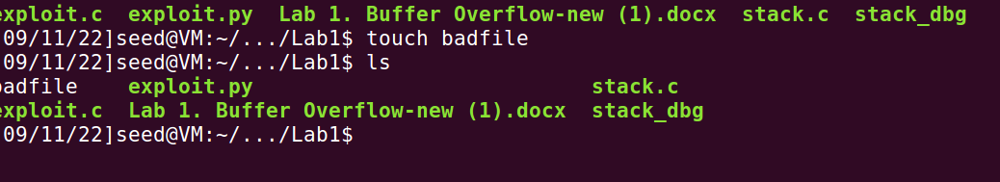 exploit.c exploit.py Lab 1. Buffer Overflow-new (1).docx stack.c stack_dbg
09/11/22]seed@VM:~/.../Lab1$ touch badfile
09/11/22]seed@VM:~/.../Lab1$ ls
badfile exploit.py stack.c
exploit.c Lab 1. Buffer Overflow-new (1).docx stack_dbg
09/11/22]seed@VM:~/.../Lab1$